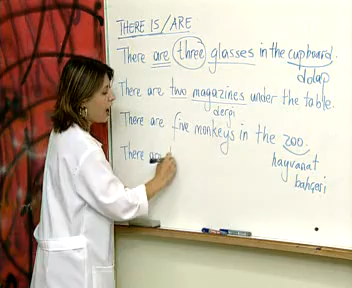 THERE IS / ARE
There are three glasses in the cupboard.
dolap
There are two magazines under the table.
dergi
There are five monkeys in the zoo.
hayvanat
bahçesi
There are